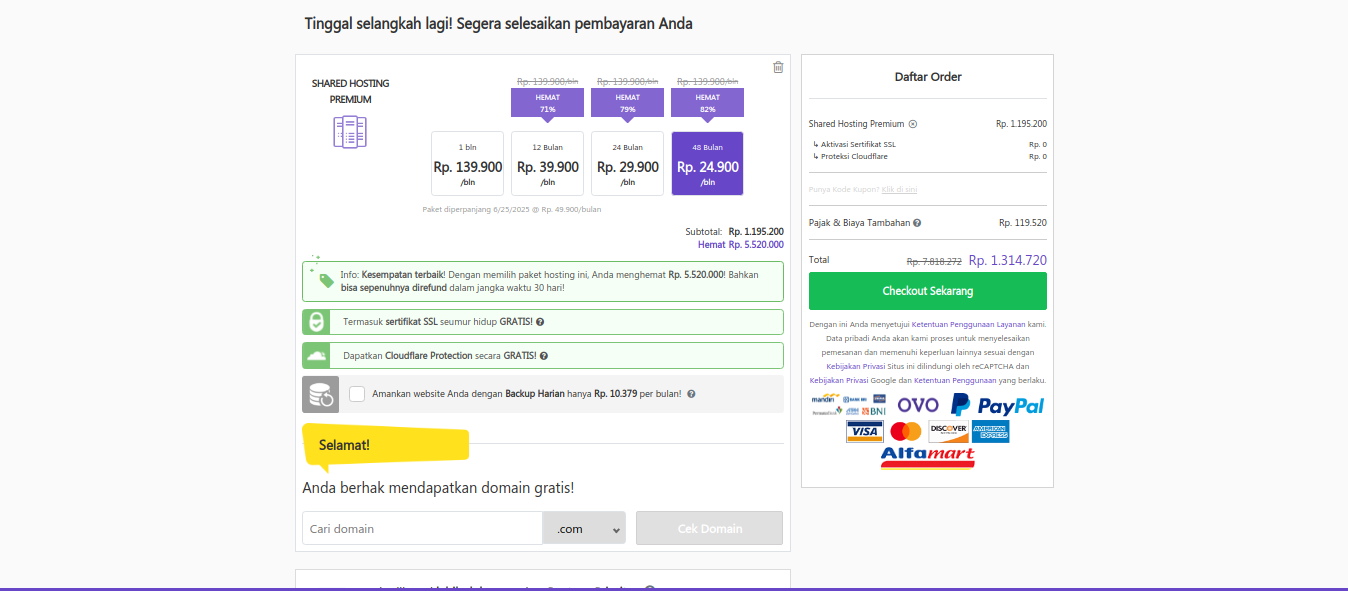 Tinggal selangkah lagi! Segera selesaikan pembayaran Anda
SHARED HOSTING
PREMIUM
Rp. 139.900/bln
Rp. 139.900/bln
Rp. 139.900/bln
HEMAT
71%
HEMAT
79%
HEMAT
82%
1 bln
Rp. 139.900
/bln
12 Bulan
Rp. 39.900
/bln
24 Bulan
Rp. 29.900
/bln
48 Bulan
Rp. 24.900
/bln
Paket diperpanjang 6/25/2025 @ Rp. 49.900/bulan
Subtotal: Rp. 1.195.200
Hemat Rp. 5.520.000
Info: Kesempatan terbaik! Dengan memilih paket hosting ini, Anda menghemat Rp. 5.520.000! Bahkan
bisa sepenuhnya direfund dalam jangka waktu 30 hari!
Termasuk sertifikat SSL seumur hidup GRATIS!
Dapatkan Cloudflare Protection secara GRATIS!
Amankan website Anda dengan Backup Harian hanya Rp. 10.379 per bulan!
Selamat!
Anda berhak mendapatkan domain gratis!
Cari domain
.com
Cek Domain
Daftar Order
Shared Hosting Premium Rp. 1.195.200
↳ Aktivasi Sertifikat SSL Rp. 0
↳ Proteksi Cloudflare Rp. 0
Punya Kode Kupon? Klik di sini
Pajak & Biaya Tambahan Rp. 119.520
Total Rp. 7.818.272 Rp. 1.314.720
Checkout Sekarang
Dengan ini Anda menyetujui Ketentuan Penggunaan Layanan kami.
Data pribadi Anda akan kami proses untuk menyelesaikan
pemesanan dan memenuhi keperluan lainnya sesuai dengan
Kebijakan Privasi Situs ini dilindungi oleh reCAPTCHA dan
Kebijakan Privasi Google dan Ketentuan Penggunaan yang berlaku.
mandiri
BANK BRI
PermataBank
BNI
OVO
PayPal
VISA
DISCOVER
AMERICAN EXPRESS
Alfamart